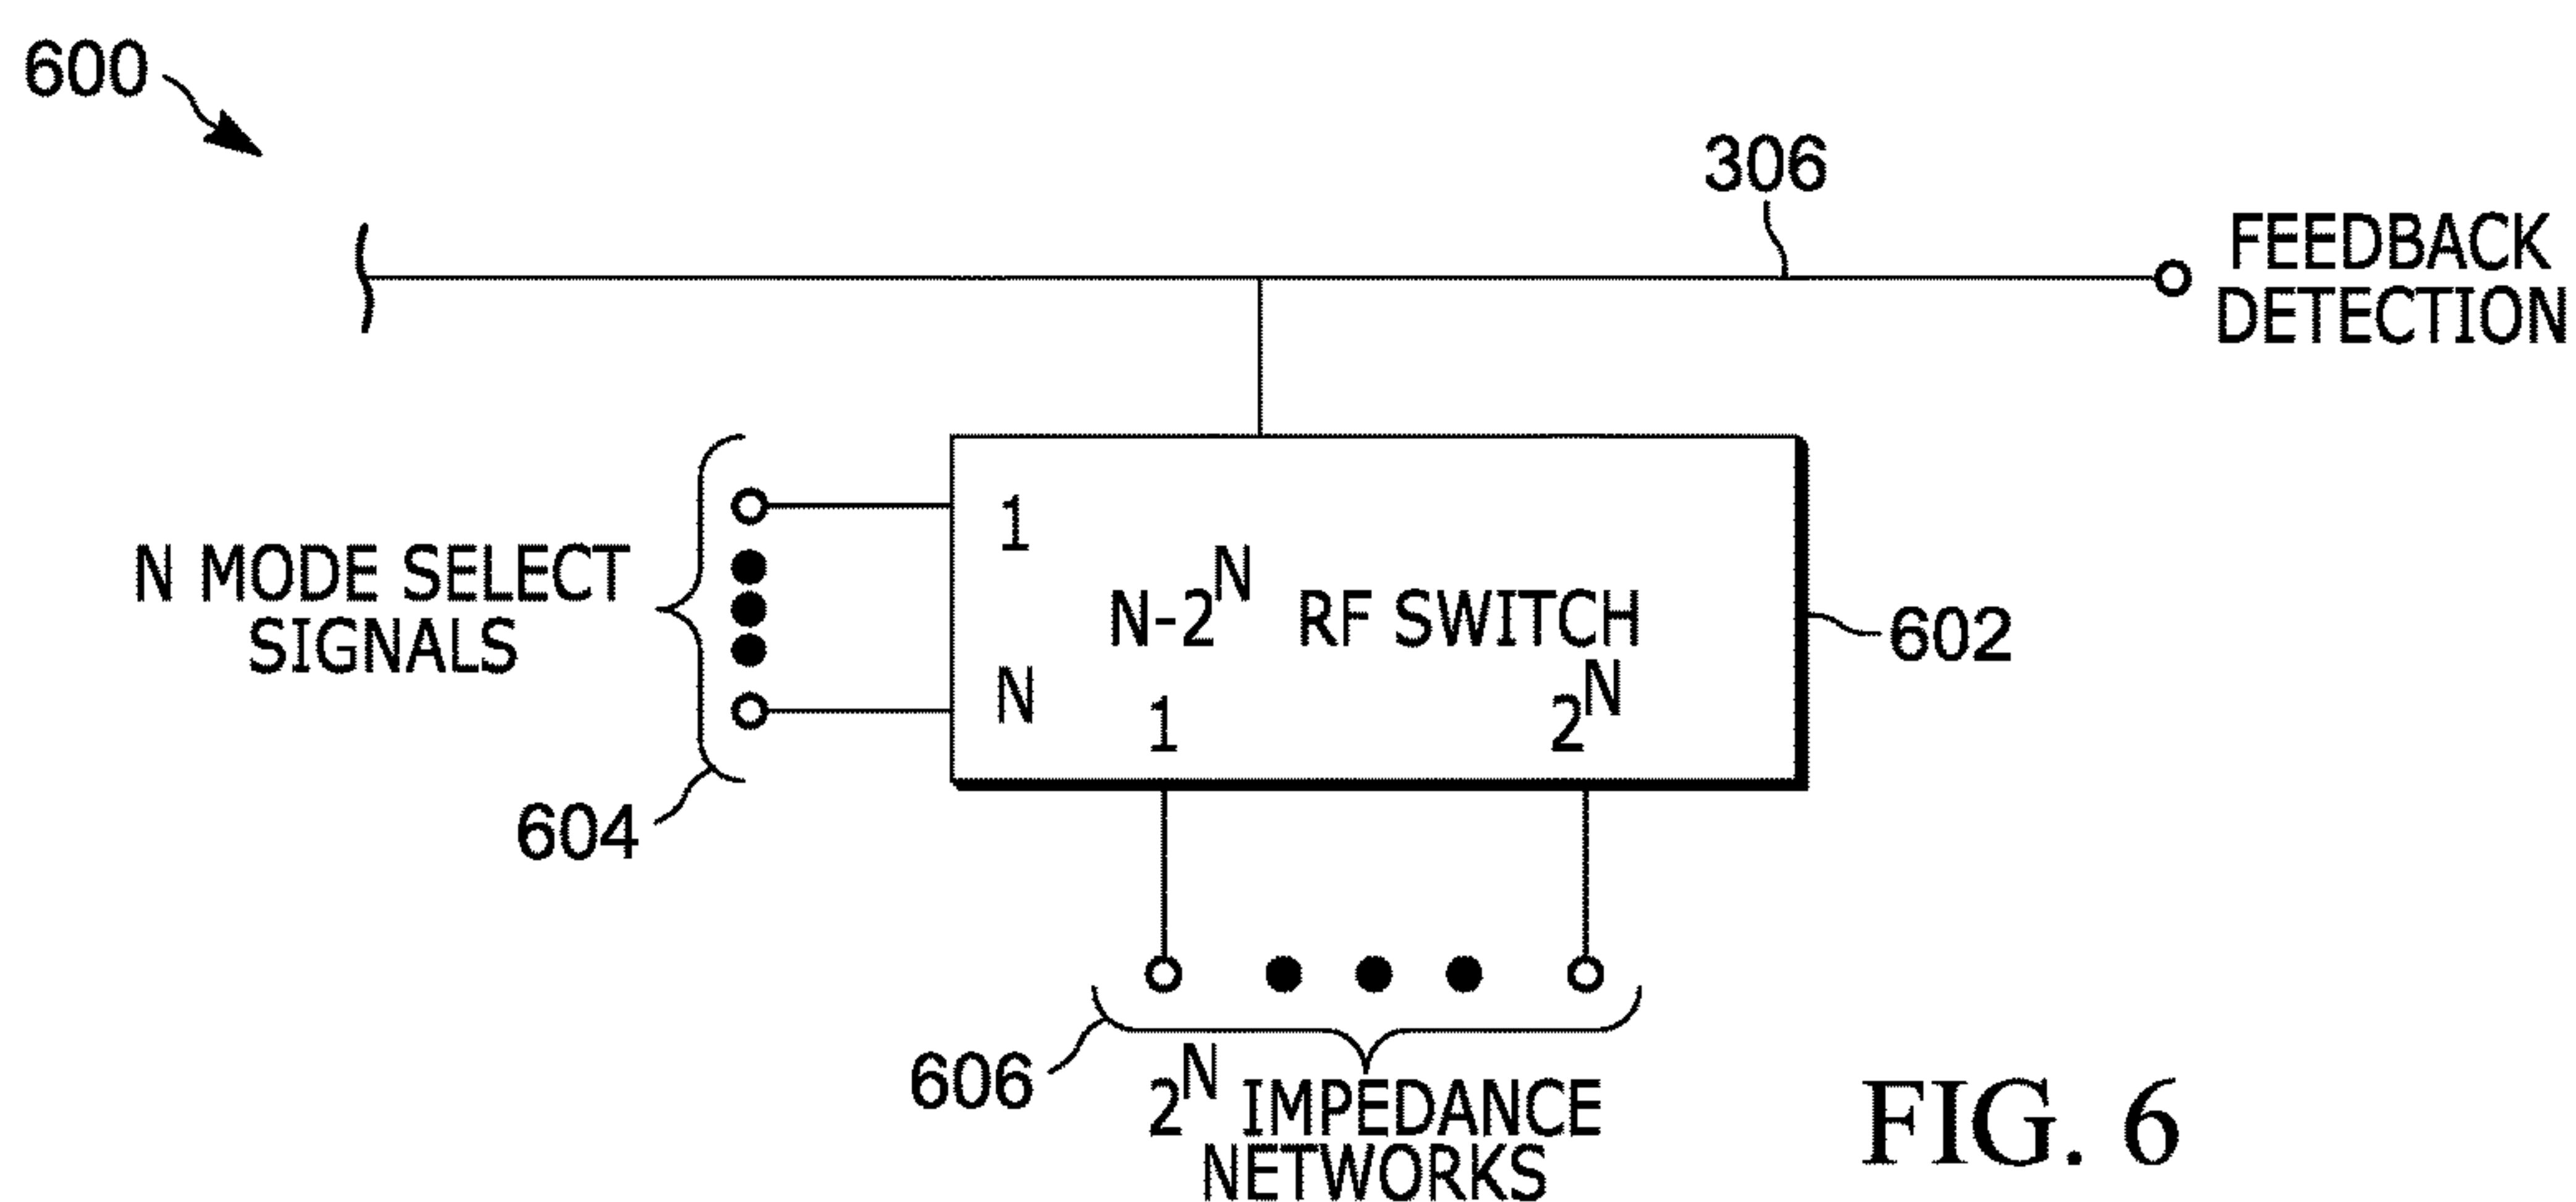 600
306
FEEDBACK
DETECTION
N MODE SELECT
SIGNALS
1
N-2^N RF SWITCH
N
1
2^N
602
604
606
2^N IMPEDANCE
NETWORKS
FIG. 6